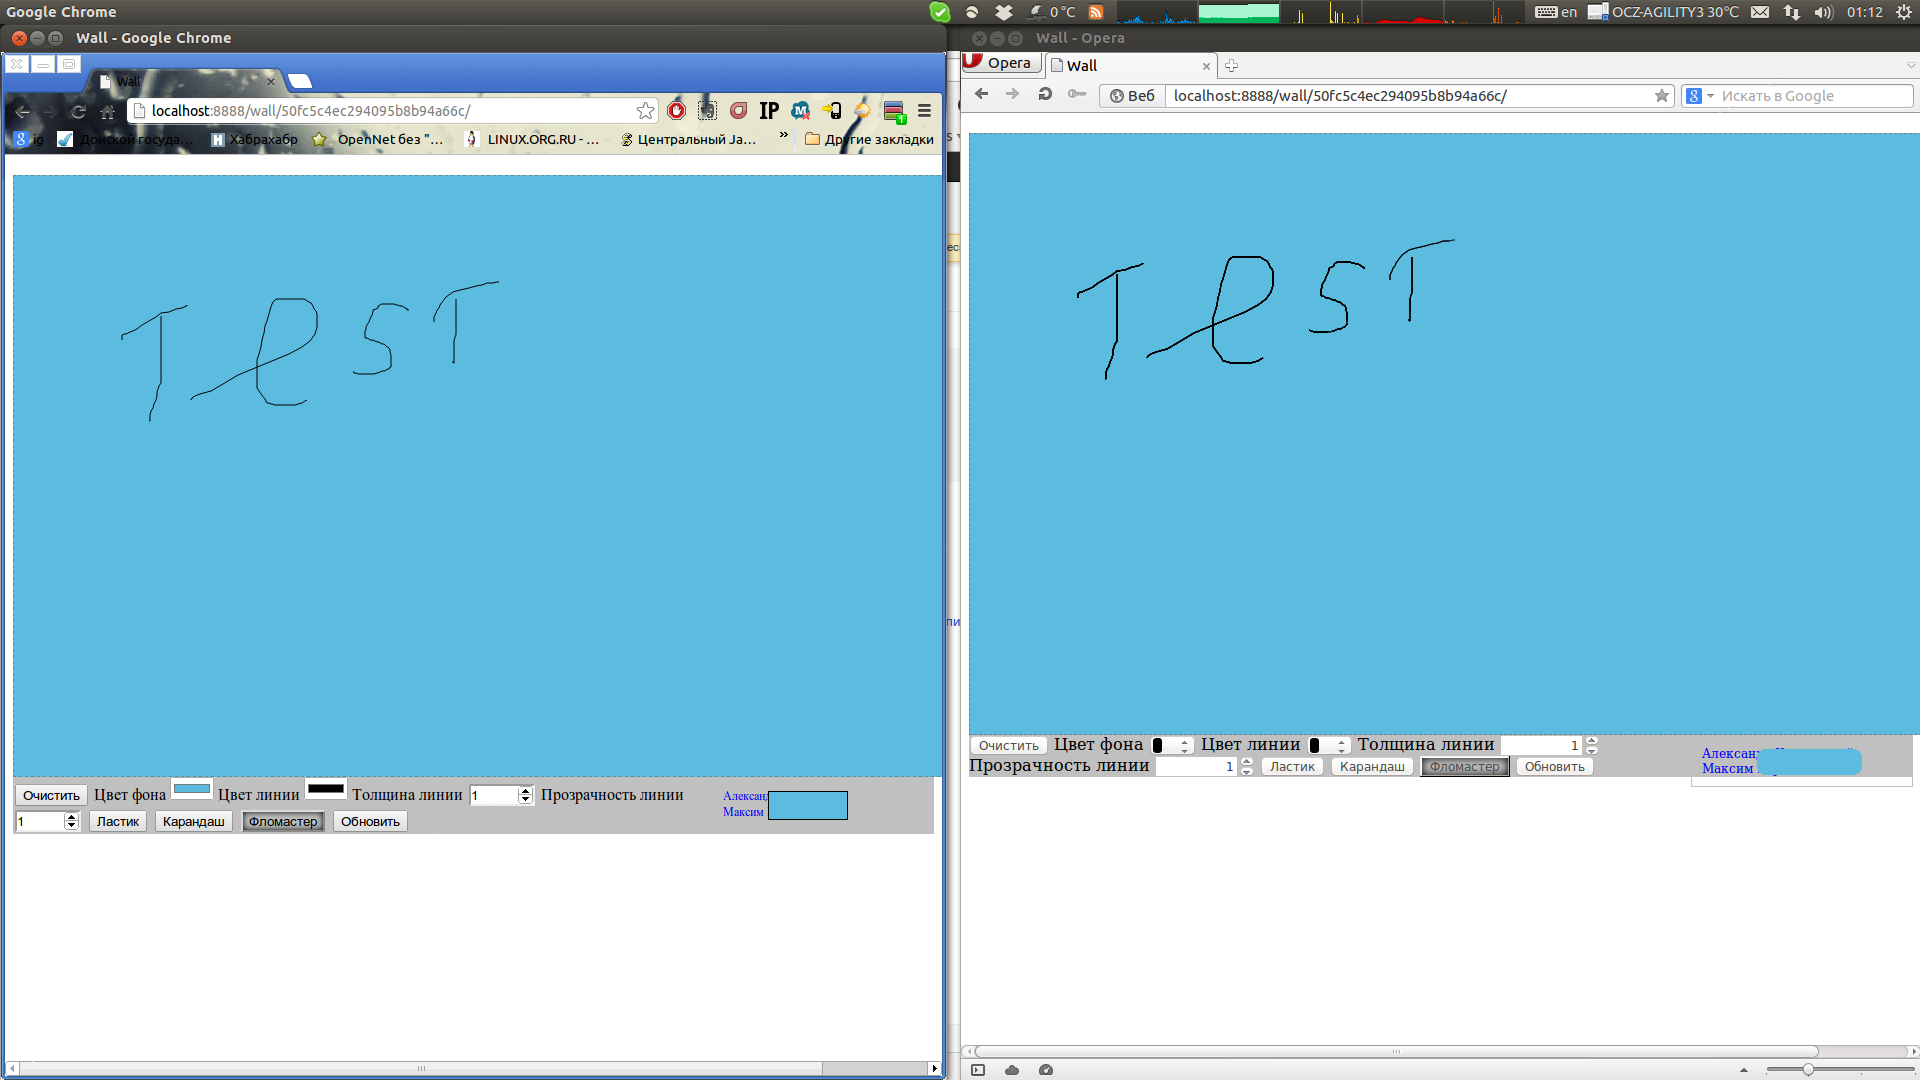 Google Chrome
0 °C
en
OCZ-AGILITY3 30°C
01:12
Wall - Google Chrome
Wall
localhost:8888/wall/50fc5c4ec294095b8b94a66c/
IP
1
ig
Донской госуда...
Хабрахабр
OpenNet без "...
LINUX.ORG.RU - ...
Центральный Ja...
»
Другие закладки
Test
Очистить
Цвет фона
Цвет линии
Толщина линии
1
Прозрачность линии
1
Ластик
Карандаш
Фломастер
Обновить
Максим
Wall - Opera
Opera
Wall
Веб
localhost:8888/wall/50fc5c4ec294095b8b94a66c/
Искать в Google
Test
Очистить
Цвет фона
Цвет линии
Толщина линии
1
Прозрачность линии
1
Ластик
Карандаш
Фломастер
Обновить
Максим